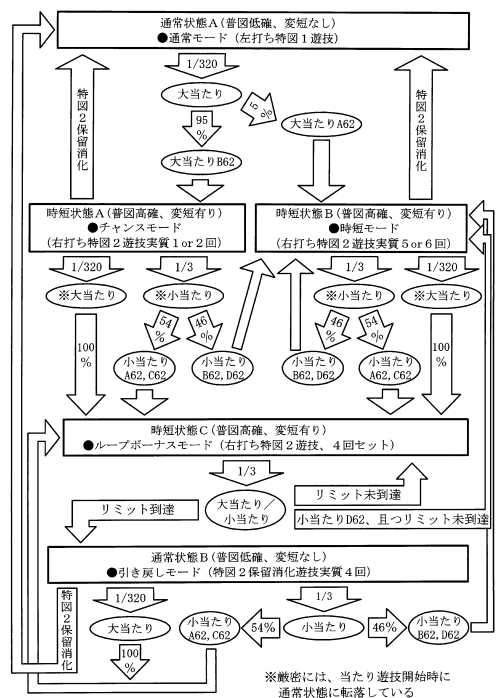 通常状態A(普図低確、変短なし)
●通常モード(左打ち特図1遊技)
1/320
大当たり
5%
95%
大当たりA62
大当たりB62
特図2保留消化
特図2保留消化
時短状態A(普図高確、変短有り)
●チャンスモード
(右打ち特図2遊技実質1or2回)
時短状態B(普図高確、変短有り)
●時短モード
(右打ち特図2遊技実質5or6回)
1/320
1/3
1/3
1/320
※大当たり
※小当たり
※小当たり
※大当たり
54%
46%
46%
54%
100%
100%
小当たり
A62,C62
小当たり
B62,D62
小当たり
B62,D62
小当たり
A62,C62
時短状態C(普図高確、変短有り)
●ループボーナスモード(右打ち特図2遊技、4回セット)
1/3
リミット到達
大当たり/
小当たり
リミット未到達
小当たりD62、且つリミット未到達
通常状態B(普図低確、変短なし)
●引き戻しモード(特図2保留消化遊技実質4回)
特図2保留消化
1/320
1/3
大当たり
小当たり
A62,C62
54%
小当たり
46%
小当たり
B62,D62
100%
※厳密には、当たり遊技開始時に
通常状態に転落している